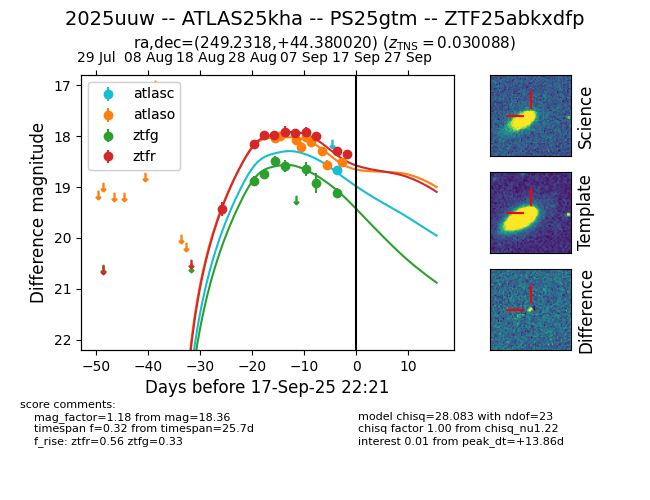 2025uuw -- ATLAS25kha -- PS25gtm -- ZTF25abkxdfp
ra,dec=(249.2318,+44.380020) (z_TNS = 0.030088)
29 Jul 08 Aug 18 Aug 28 Aug 07 Sep 17 Sep 27 Sep
17
18
19
20
21
22
Difference magnitude
atlasc
atlaso
ztfg
ztfr
−50 −40 −30 −20 −10 0 10
Days before 17-Sep-25 22:21
Science
Template
Difference
score comments:
mag_factor=1.18 from mag=18.36
timespan f=0.32 from timespan=25.7d
f_rise: ztfr=0.56 ztfg=0.33
model chisq=28.083 with ndof=23
chisq factor 1.00 from chisq_nu1.22
interest 0.01 from peak_dt=+13.86d